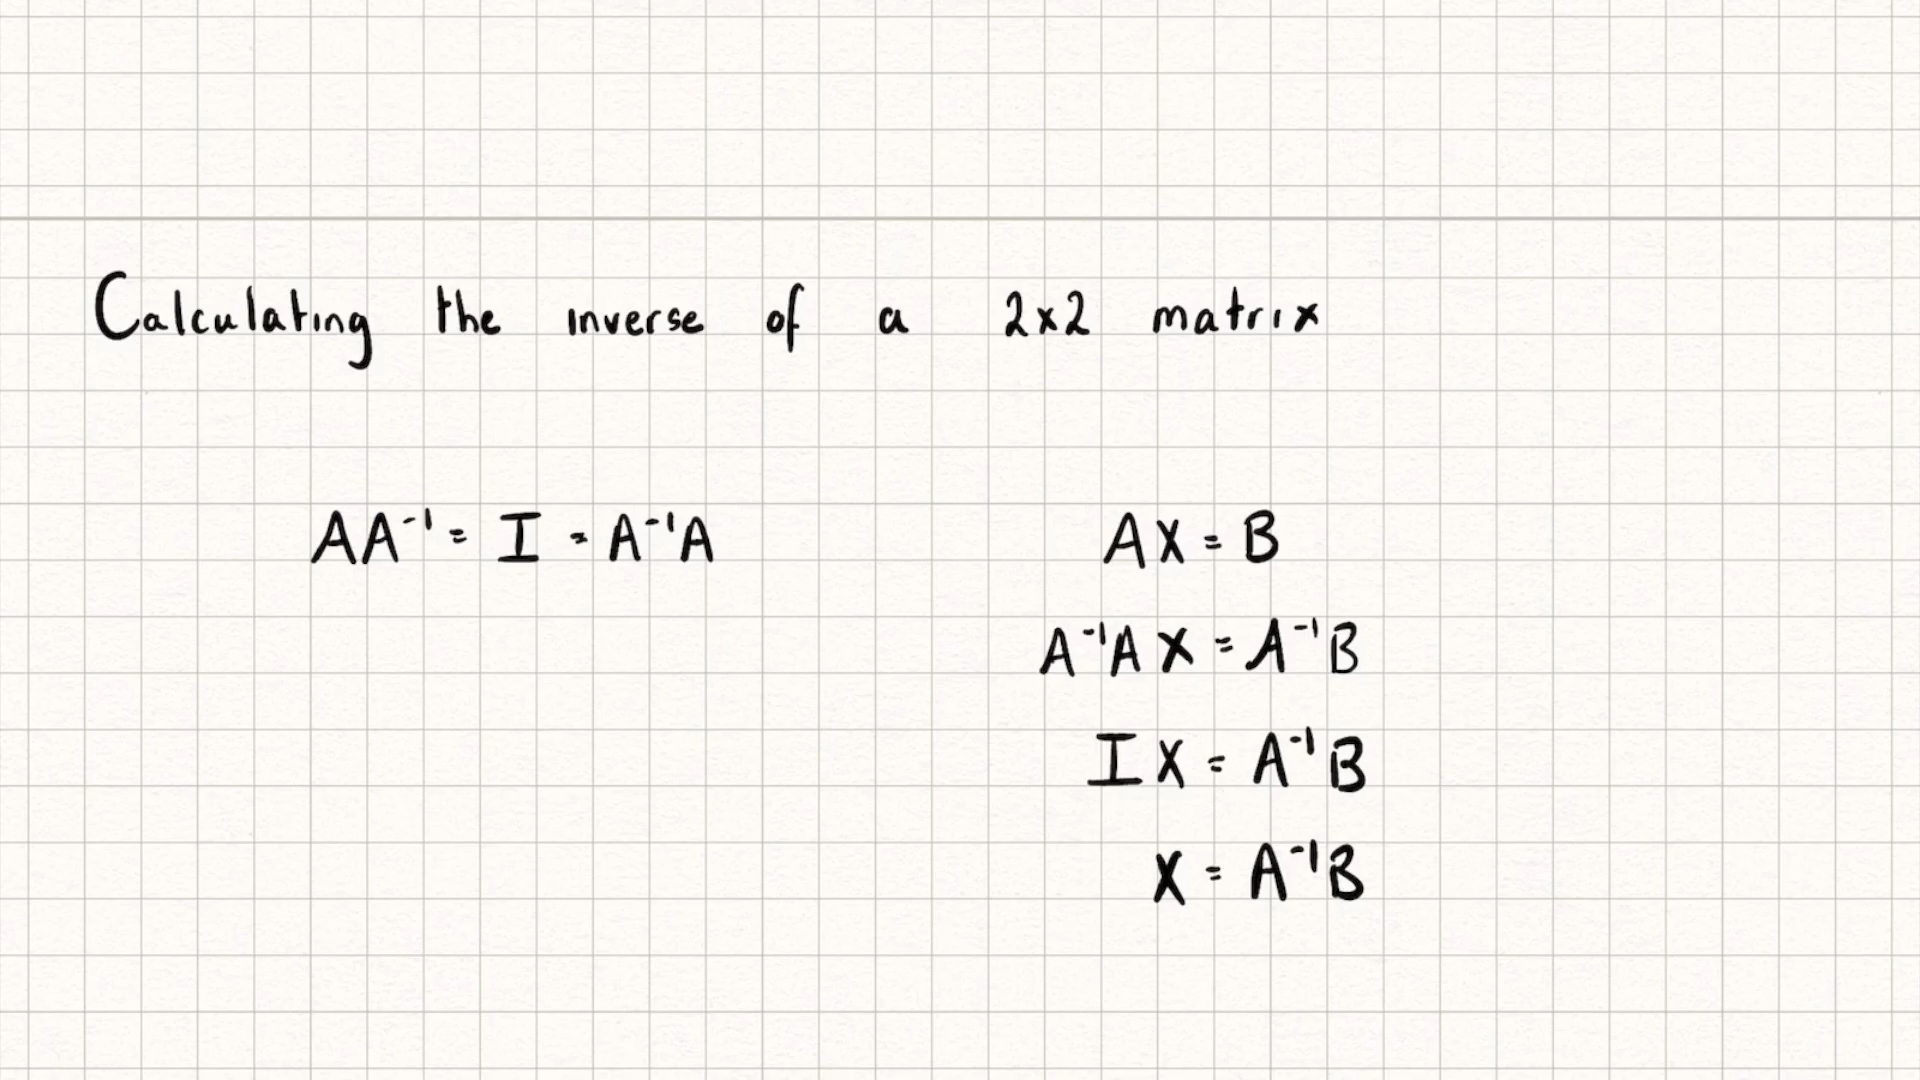 Calculating the inverse of a 2x2 matrix
AA⁻¹ = I = A⁻¹A
AX = B
A⁻¹AX = A⁻¹B
IX = A⁻¹B
X = A⁻¹B